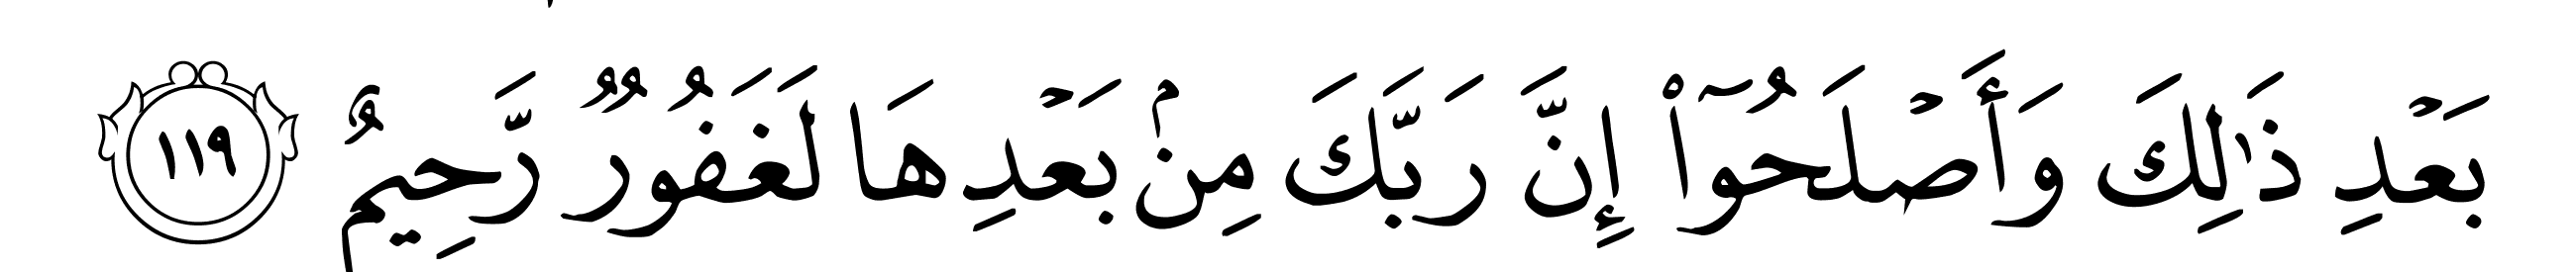 بَعْدِ ذَٰلِكَ وَأَصْلَحُوٓا۟ إِنَّ رَبَّكَ مِنۢ بَعْدِهَا لَغَفُورٌ رَّحِيمٌ ١١٩